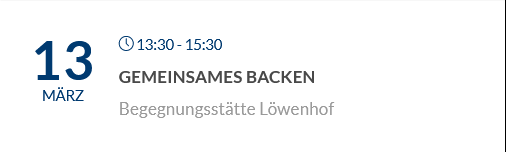 13
MÄRZ
13:30 - 15:30
GEMEINSAMES BACKEN
Begegnungsstätte Löwenhof